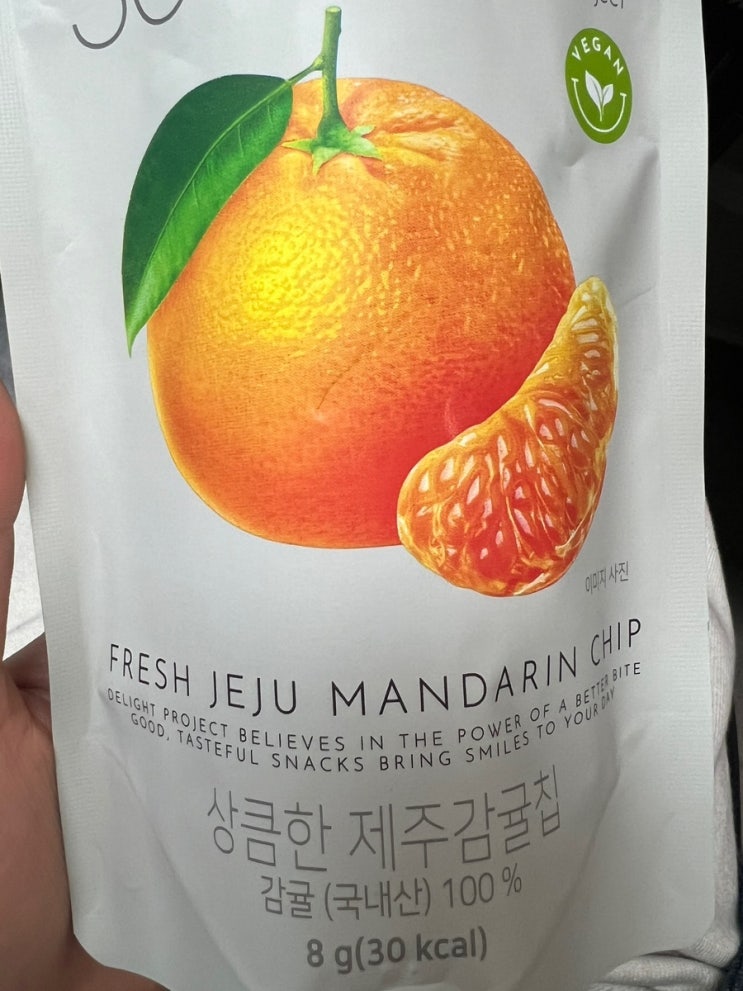 VEGAN
이미지 사진
FRESH JEJU MANDARIN CHIP
DELIGHT PROJECT BELIEVES IN THE POWER OF A BETTER BITE
GOOD, TASTEFUL SNACKS BRING SMILES TO YOUR DAY
상큼한 제주감귤칩
감귤 (국내산) 100 %
8 g(30 kcal)